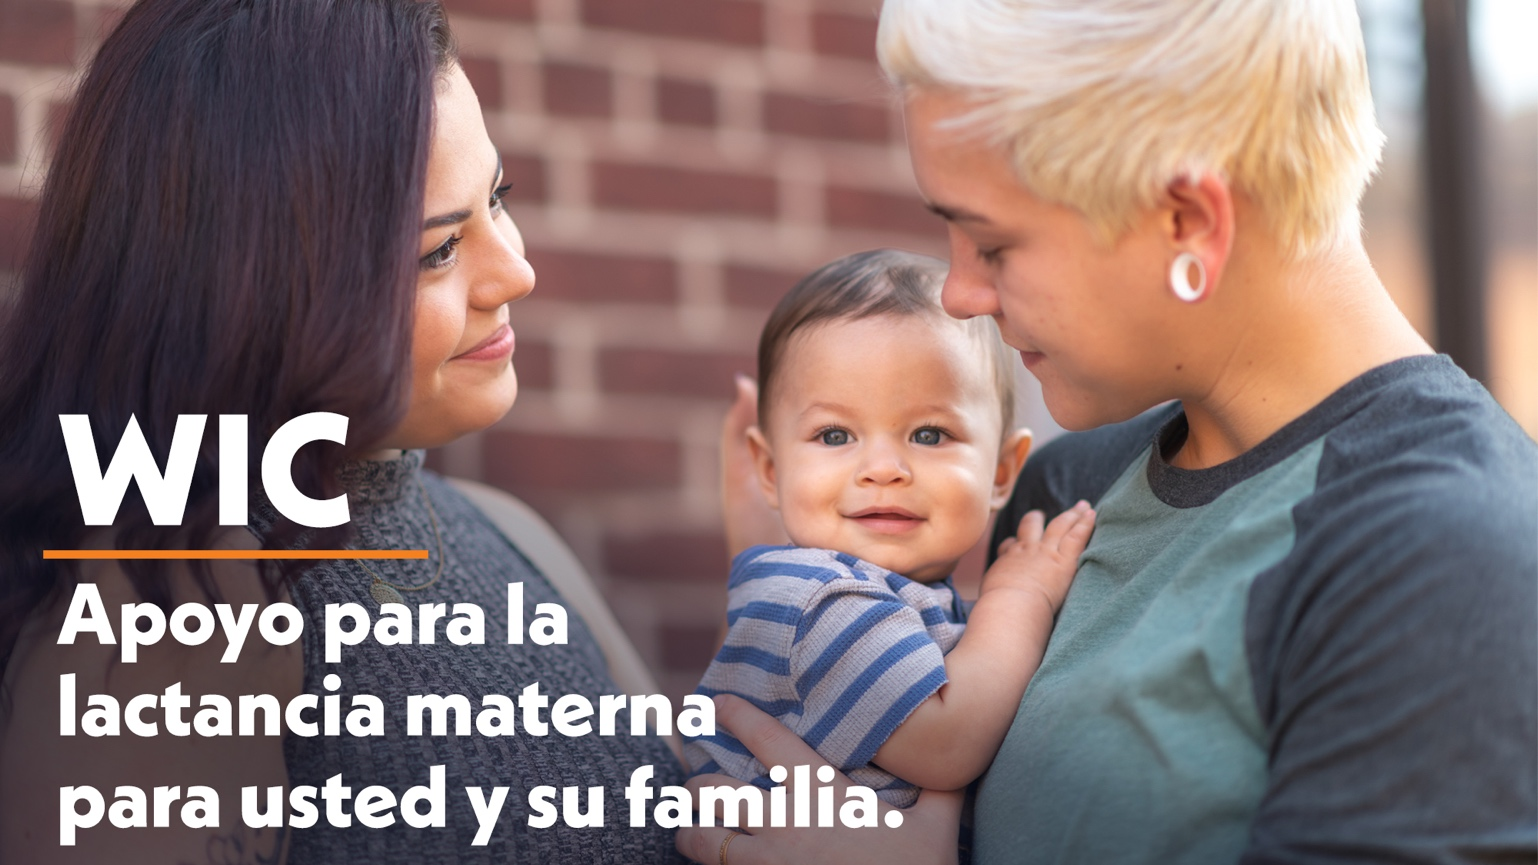 WIC
Apoyo para la
lactancia materna
para usted y su familia.